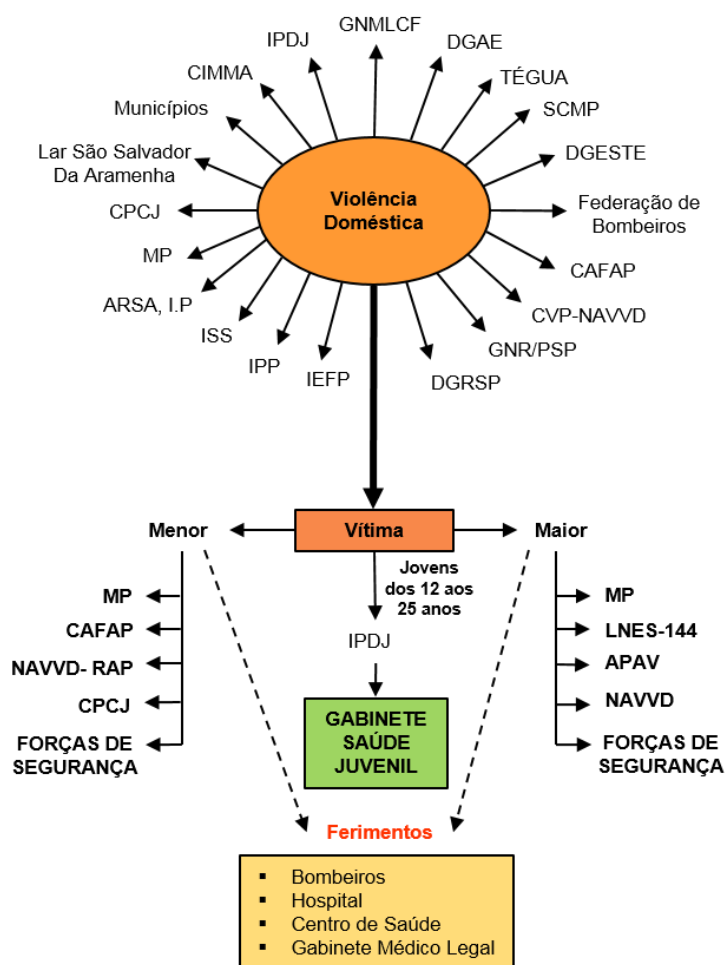 GNMLCF
IPDJ
DGAE
CIMMA
TÉGUA
Municípios
SCMP
Lar São Salvador
Da Aramenha
DGESTE
Violência
Doméstica
CPCJ
Federação de
Bombeiros
MP
CAFAP
ARSA, I.P
CVP-NAVVD
ISS
GNR/PSP
IPP
IEFP
DGRSP
Menor
Vítima
Maior
Jovens
dos 12 aos
25 anos
MP
CAFAP
NAVVD- RAP
CPCJ
FORÇAS DE
SEGURANÇA
IPDJ
GABINETE
SAÚDE
JUVENIL
MP
LNES-144
APAV
NAVVD
FORÇAS DE
SEGURANÇA
Ferimentos
▪ Bombeiros
▪ Hospital
▪ Centro de Saúde
▪ Gabinete Médico Legal